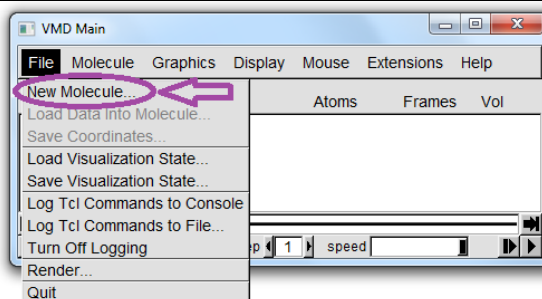 VMD Main
File Molecule Graphics Display Mouse Extensions Help
New Molecule...
Atoms Frames Vol
Load Data Into Molecule...
Save Coordinates...
Load Visualization State...
Save Visualization State...
Log Tcl Commands to Console
Log Tcl Commands to File...
Turn Off Logging
1 speed
Render...
Quit